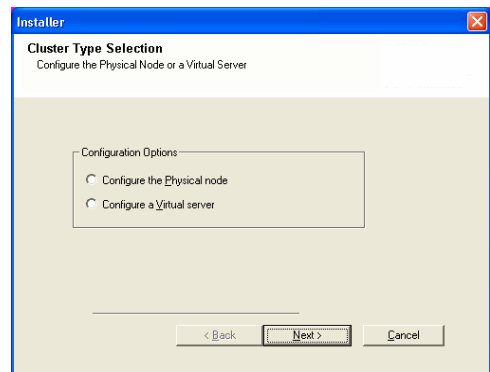 Installer
Cluster Type Selection
Configure the Physical Node or a Virtual Server
Configuration Options
Configure the Physical node
Configure a Virtual server
< Back
Next >
Cancel